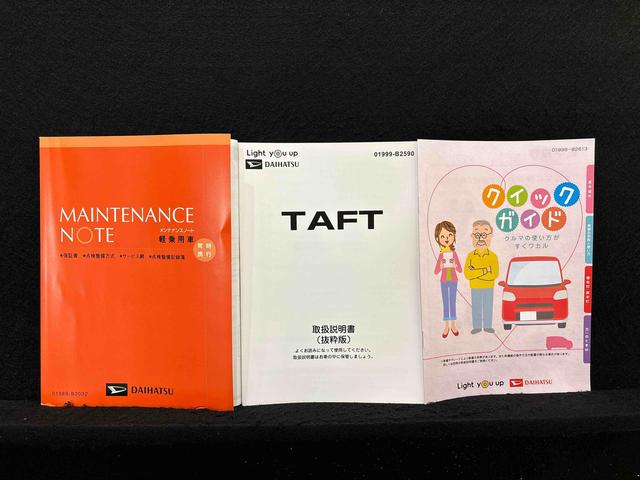 MAINTENANCE
NOTE
メンテナンスノート
軽乗用車
常時
携行
●保証書 ●点検整備方式 ●サービス網 ●点検整備記録簿
DAIHATSU
01999-B2032
Light you up
DAIHATSU
01999-B2590
TAFT
取扱説明書
(抜粋版)
よくお読みになって使用してください。
取扱説明書はお車の中に保管しましょう。
01999-B2613
クイック
ガイド
クルマの使い方が
すぐワカル
Light you up
DAIHATSU